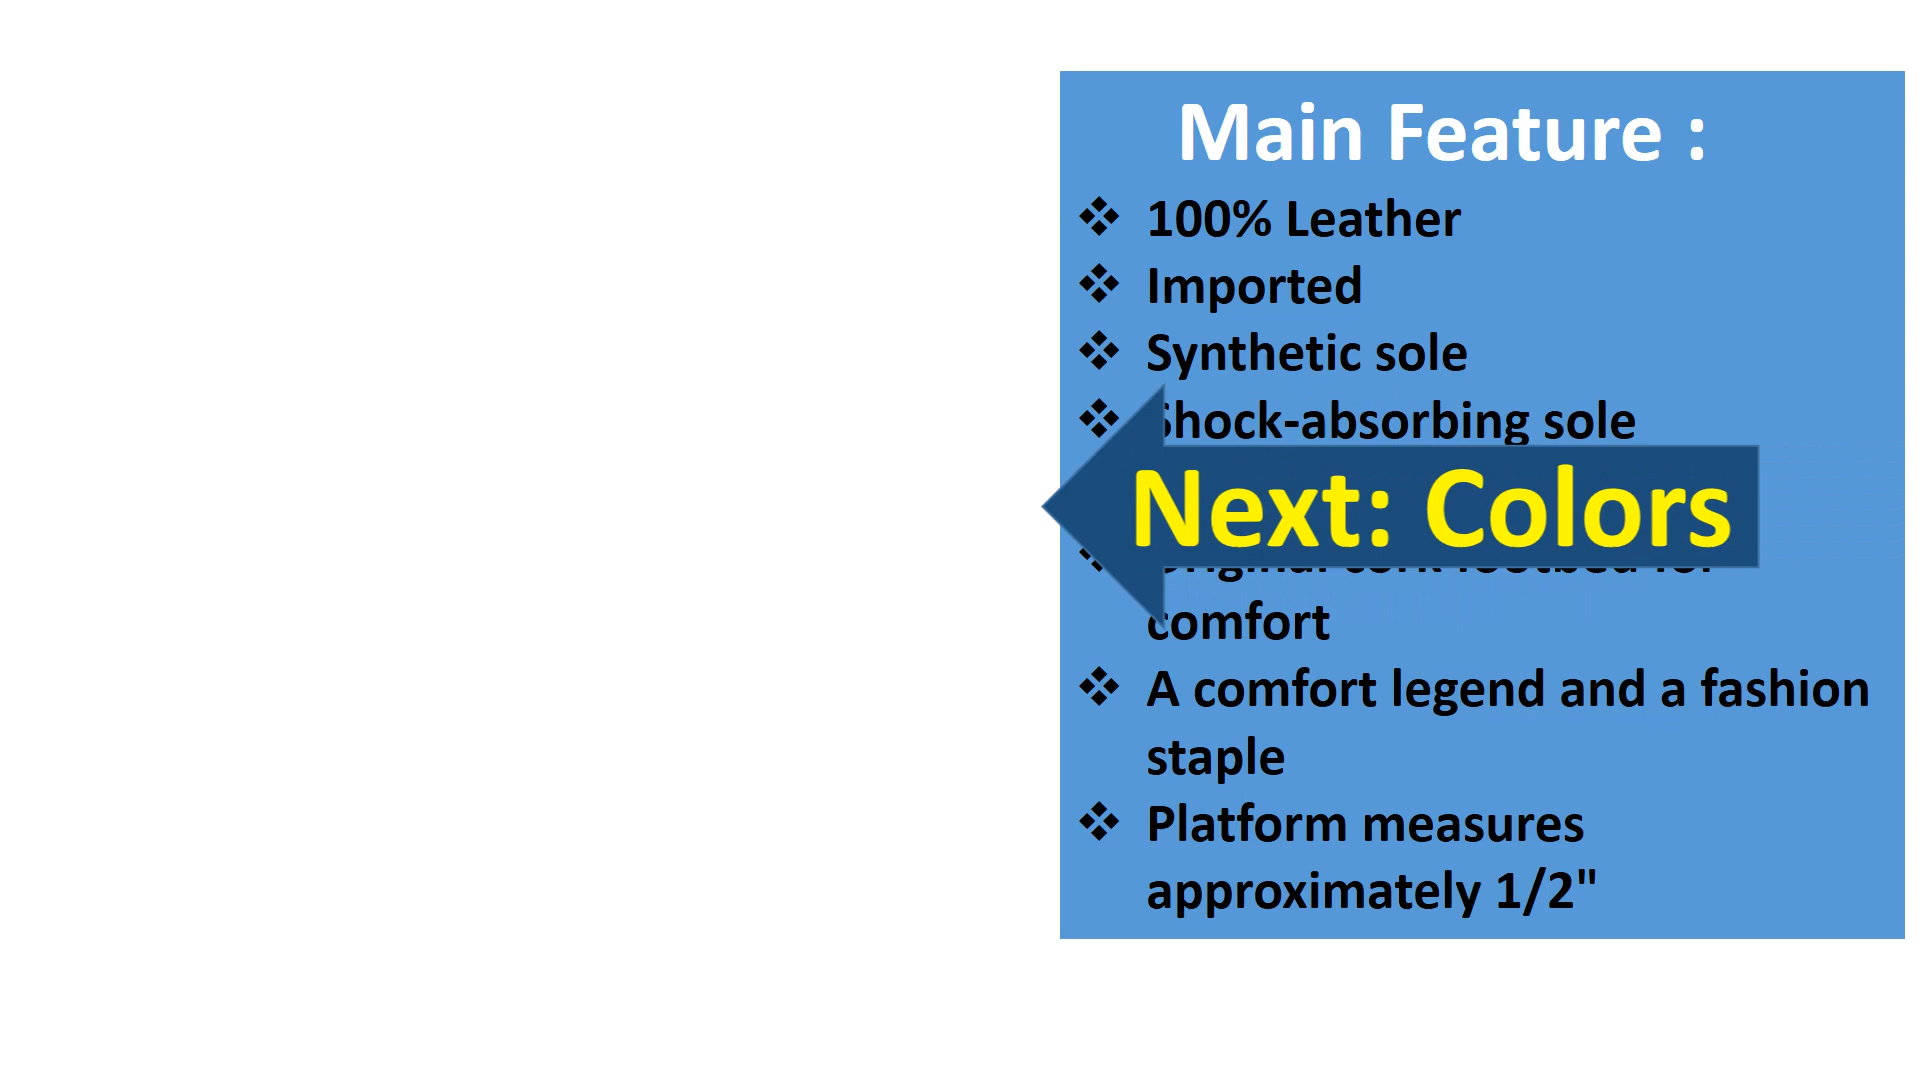 Main Feature :
❖ 100% Leather
❖ Imported
❖ Synthetic sole
❖ Shock-absorbing sole
Next: Colors
comfort
❖ A comfort legend and a fashion
staple
❖ Platform measures
approximately 1/2"